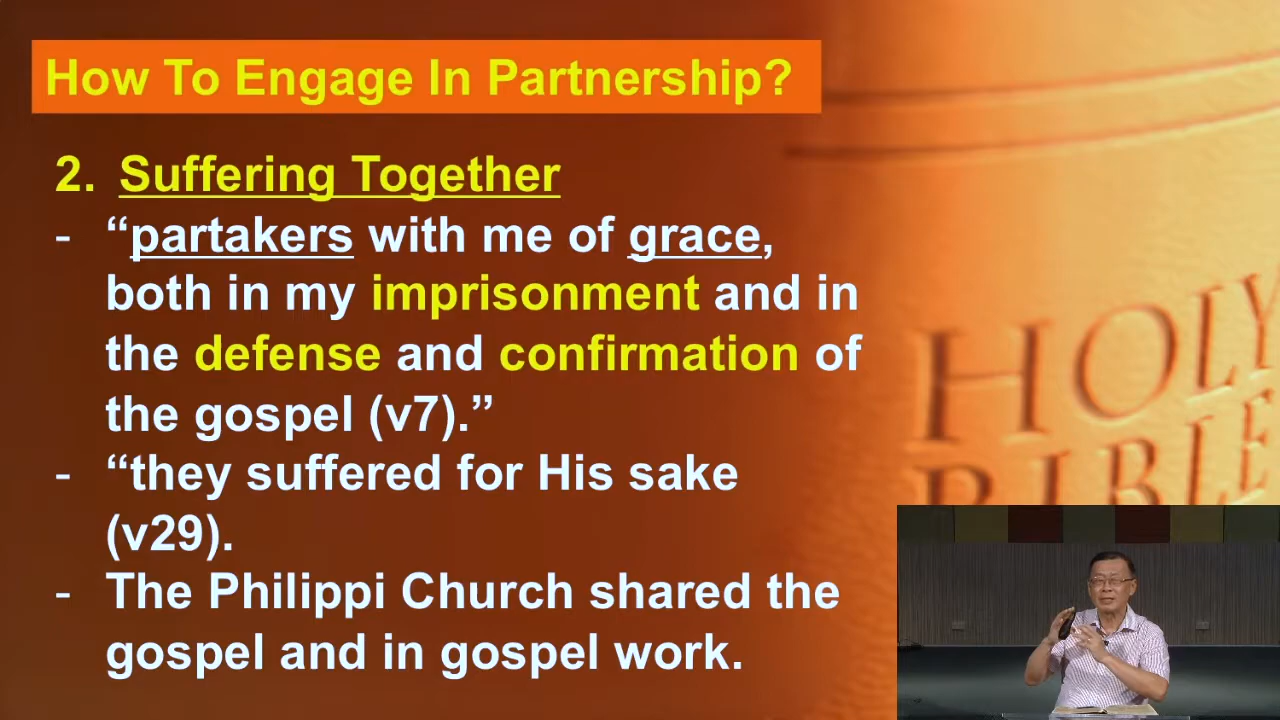 How To Engage In Partnership?
2. Suffering Together
- “partakers with me of grace,
both in my imprisonment and in
the defense and confirmation of
the gospel (v7).”
- “they suffered for His sake
(v29).
- The Philippi Church shared the
gospel and in gospel work.
HOLY
BIBLE